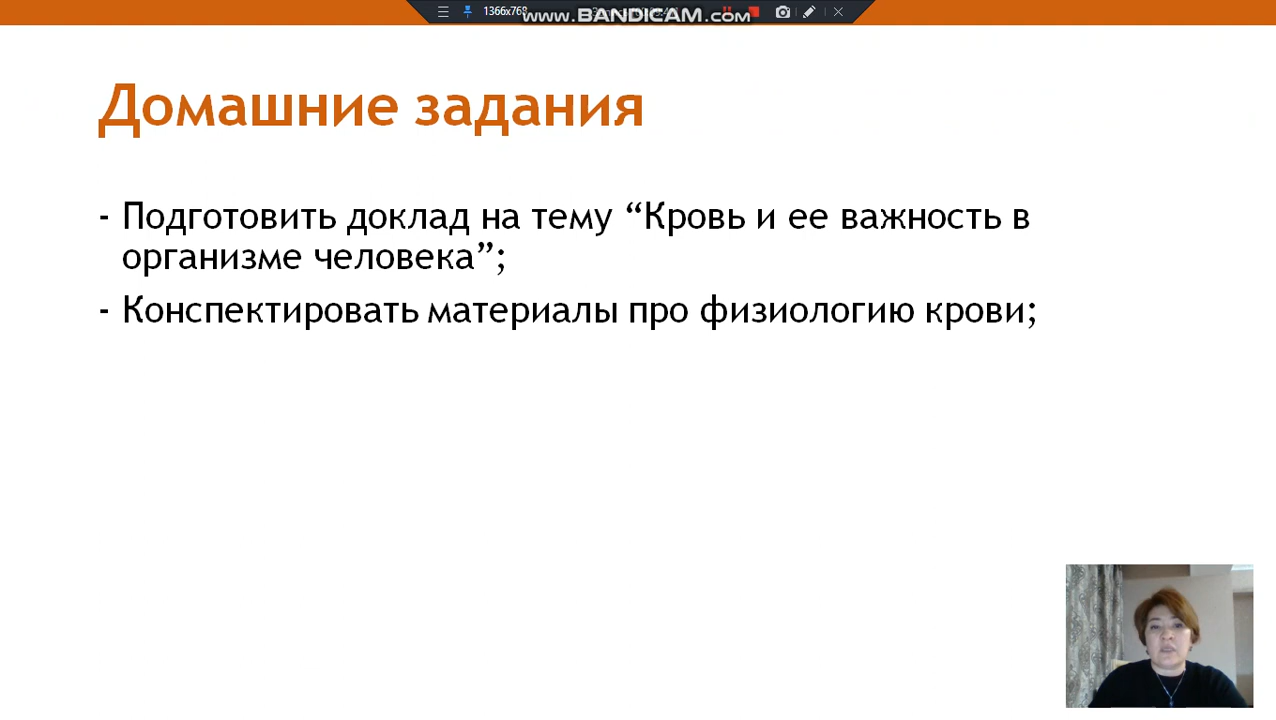 1366x768
www.BANDICAM.com
Домашние задания
- Подготовить доклад на тему “Кровь и ее важность в
организме человека”;
- Конспектировать материалы про физиологию крови;